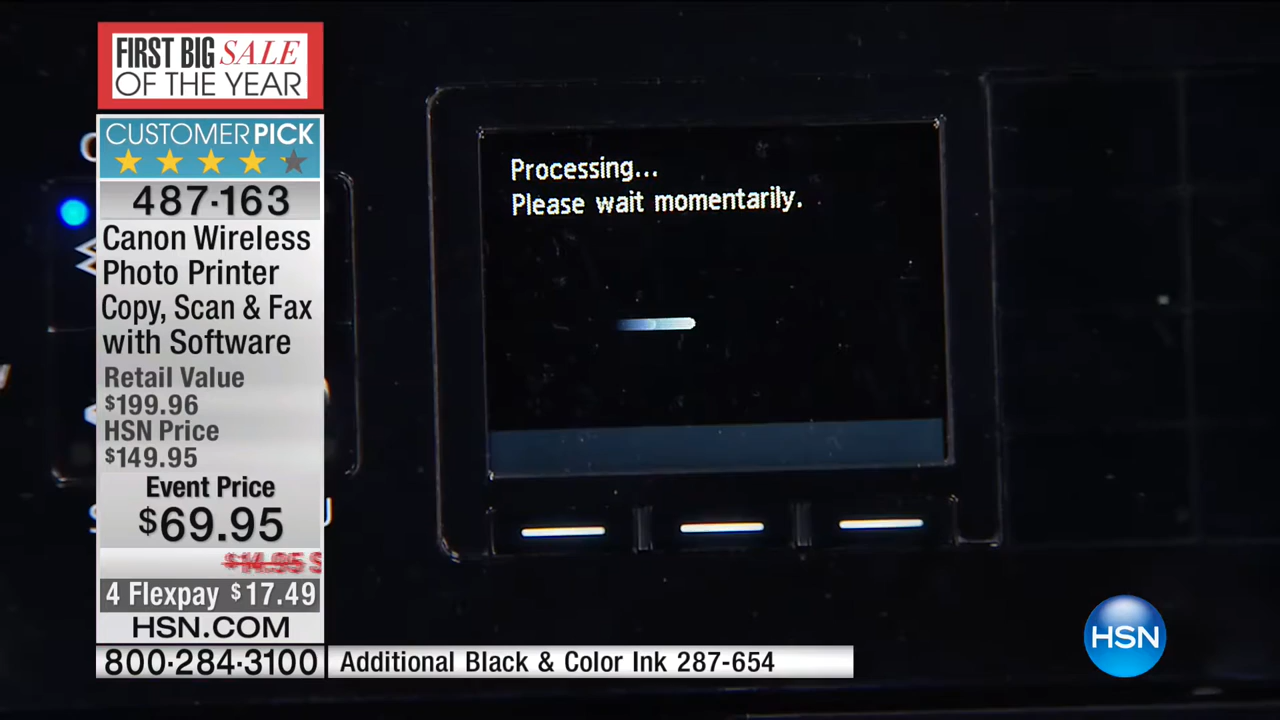 FIRST BIG SALE
OF THE YEAR
CUSTOMER PICK
487·163
Canon Wireless
Photo Printer
Copy, Scan & Fax
with Software
Retail Value
$199.96
HSN Price
$149.95
Event Price
$69.95
$14.95 S
4 Flexpay $17.49
HSN.COM
800·284·3100
Additional Black & Color Ink 287-654
Processing...
Please wait momentarily.
HSN